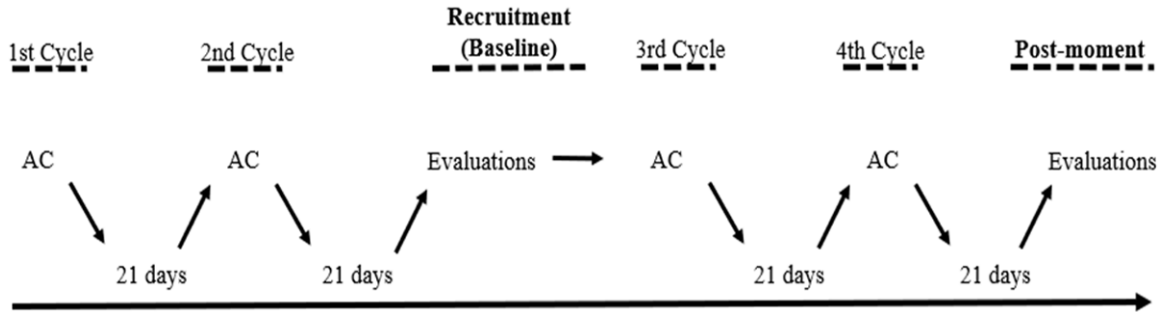 Recruitment
(Baseline)
1st Cycle
2nd Cycle
3rd Cycle
4th Cycle
Post-moment
AC
AC
Evaluations
AC
AC
Evaluations
21 days
21 days
21 days
21 days